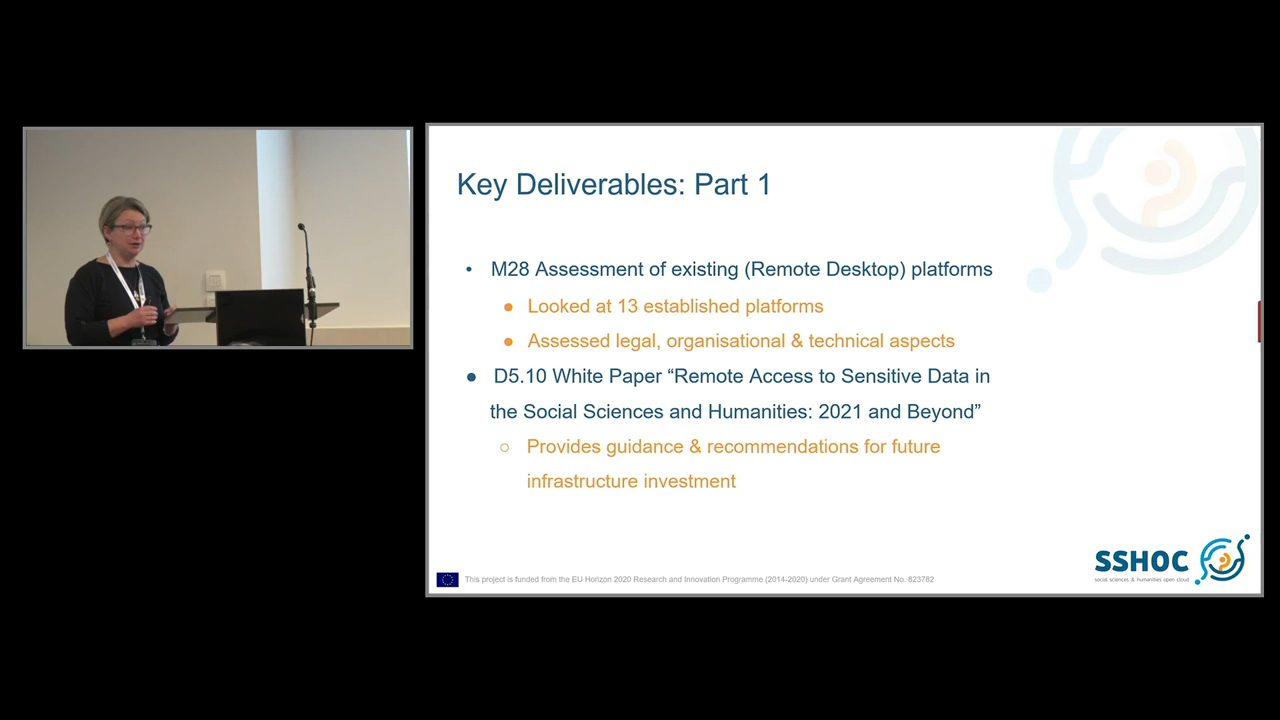 Key Deliverables: Part 1
• M28 Assessment of existing (Remote Desktop) platforms
● Looked at 13 established platforms
● Assessed legal, organisational & technical aspects
● D5.10 White Paper “Remote Access to Sensitive Data in
the Social Sciences and Humanities: 2021 and Beyond”
○ Provides guidance & recommendations for future
infrastructure investment
This project is funded from the EU Horizon 2020 Research and Innovation Programme (2014-2020) under Grant Agreement No. 823782
SSHOC
social sciences & humanities open cloud